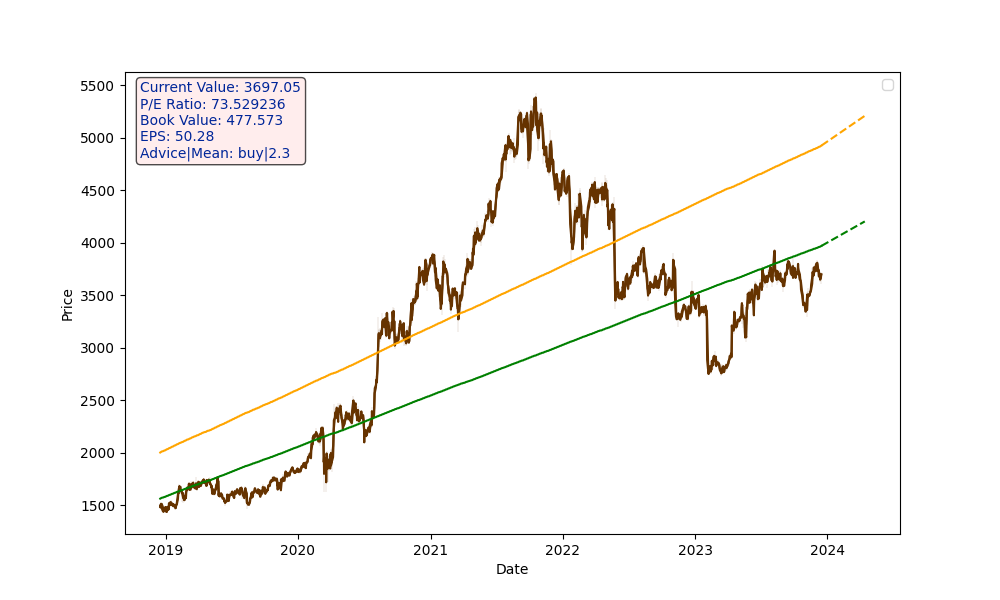 Current Value: 3697.05
P/E Ratio: 73.529236
Book Value: 477.573
EPS: 50.28
Advice|Mean: buy|2.3
5500
5000
4500
4000
3500
3000
2500
2000
1500
Price
2019 2020 2021 2022 2023 2024
Date